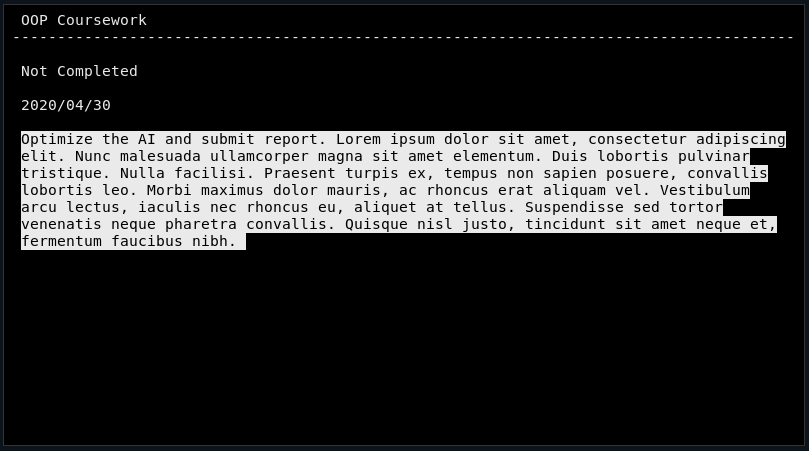 OOP Coursework
---------------------------------------------------------------------------------------
Not Completed
2020/04/30
Optimize the AI and submit report. Lorem ipsum dolor sit amet, consectetur adipiscing
elit. Nunc malesuada ullamcorper magna sit amet elementum. Duis lobortis pulvinar
tristique. Nulla facilisi. Praesent turpis ex, tempus non sapien posuere, convallis
lobortis leo. Morbi maximus dolor mauris, ac rhoncus erat aliquam vel. Vestibulum
arcu lectus, iaculis nec rhoncus eu, aliquet at tellus. Suspendisse sed tortor
venenatis neque pharetra convallis. Quisque nisl justo, tincidunt sit amet neque et,
fermentum faucibus nibh.